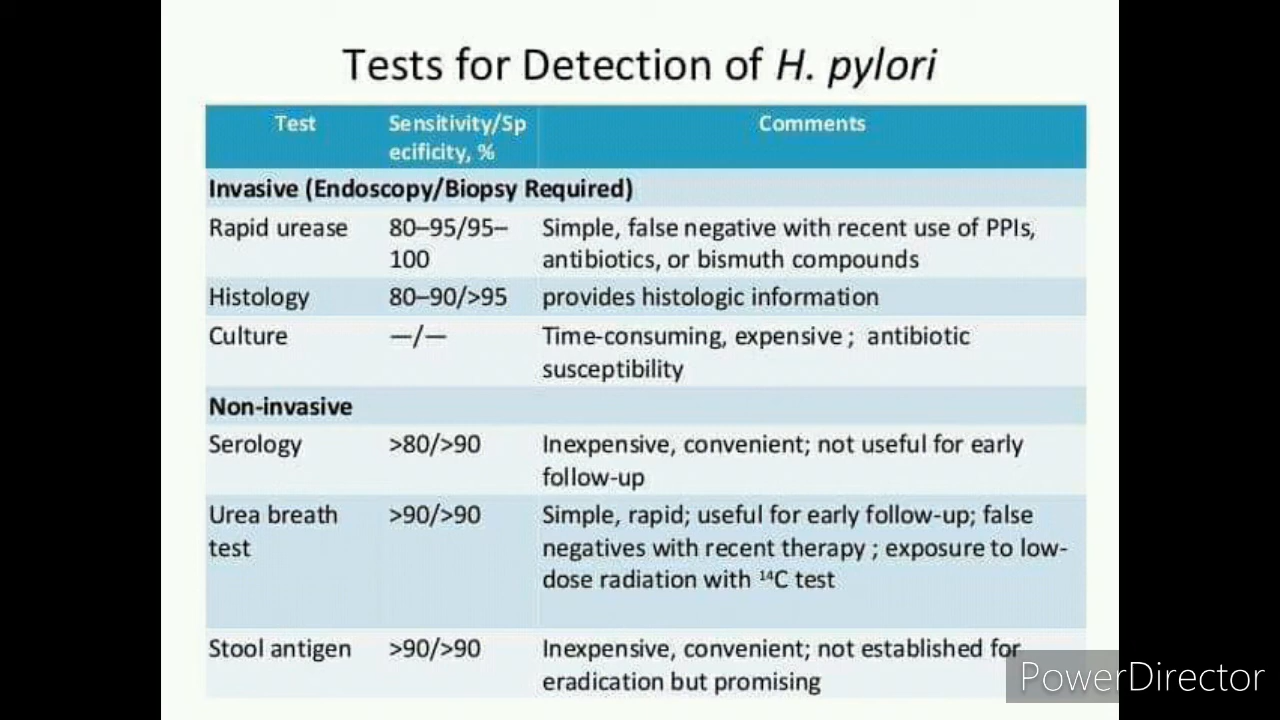 Tests for Detection of H. pylori
Test Sensitivity/Sp Comments
ecificity, %
Invasive (Endoscopy/Biopsy Required)
Rapid urease 80–95/95– Simple, false negative with recent use of PPIs,
100 antibiotics, or bismuth compounds
Histology 80–90/>95 provides histologic information
Culture —/— Time-consuming, expensive ; antibiotic
susceptibility
Non-invasive
Serology >80/>90 Inexpensive, convenient; not useful for early
follow-up
Urea breath >90/>90 Simple, rapid; useful for early follow-up; false
test negatives with recent therapy ; exposure to low-
dose radiation with ¹⁴C test
Stool antigen >90/>90 Inexpensive, convenient; not established for
eradication but promising
PowerDirector